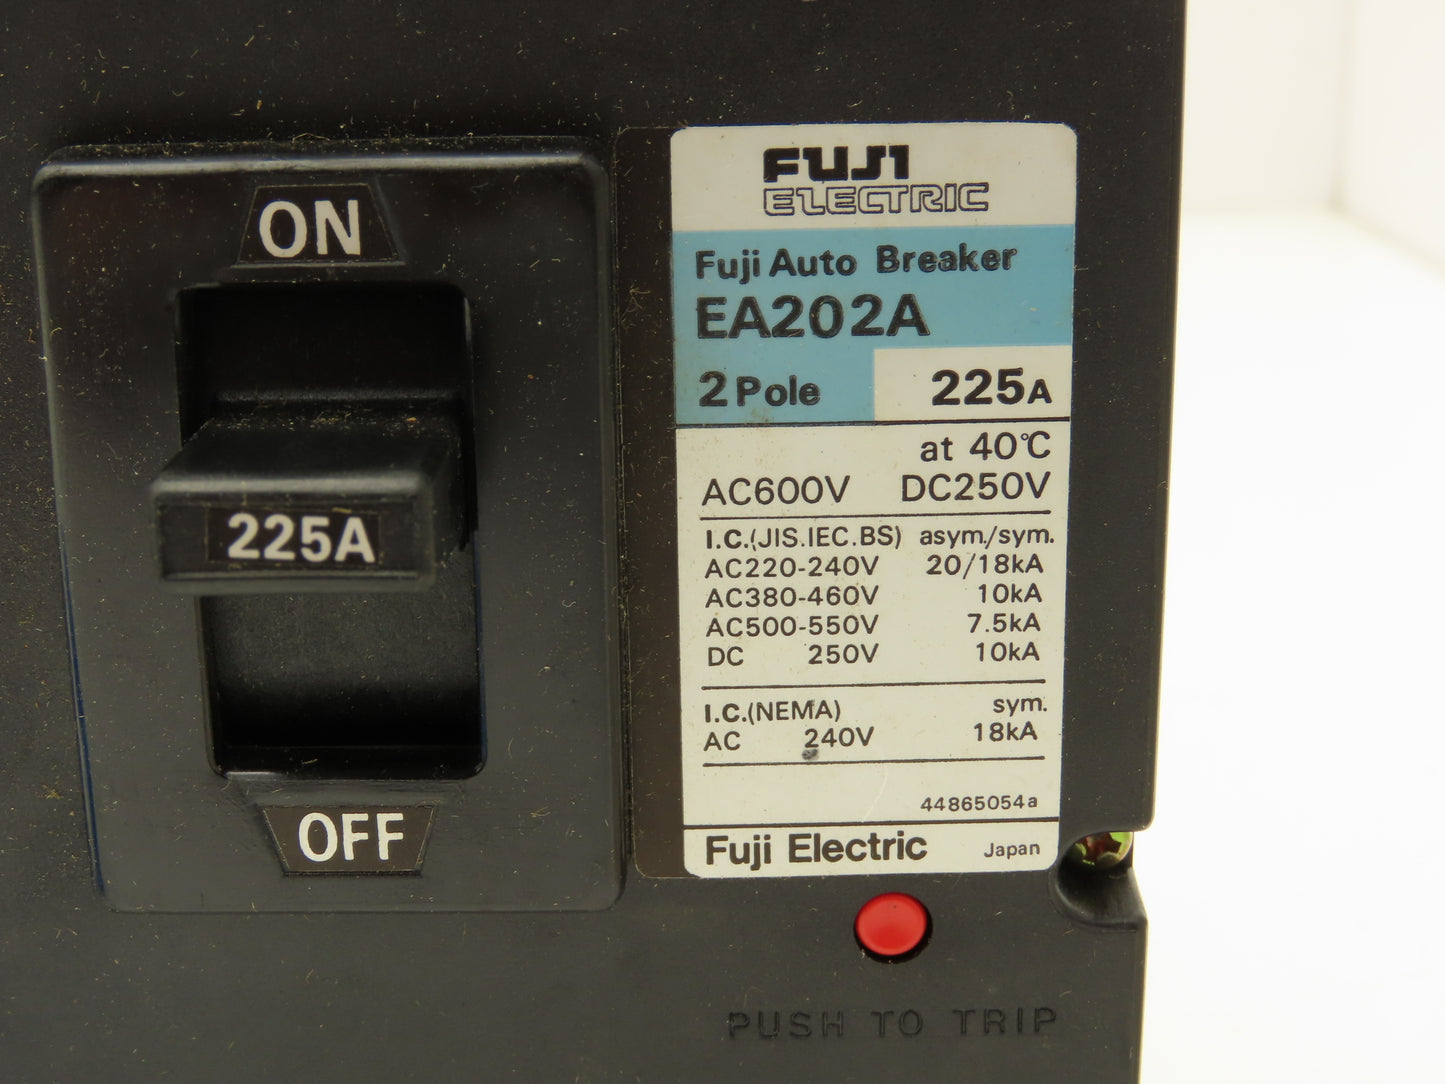 ON
225A
OFF
FUJI
ELECTRIC
Fuji Auto Breaker
EA202A
2 Pole 225A
at 40°C
AC600V DC250V
I.C.(JIS.IEC.BS) asym./sym.
AC220-240V 20/18kA
AC380-460V 10kA
AC500-550V 7.5kA
DC 250V 10kA
I.C.(NEMA) sym.
AC 240V 18kA
44865054a
Fuji Electric Japan
PUSH TO TRIP